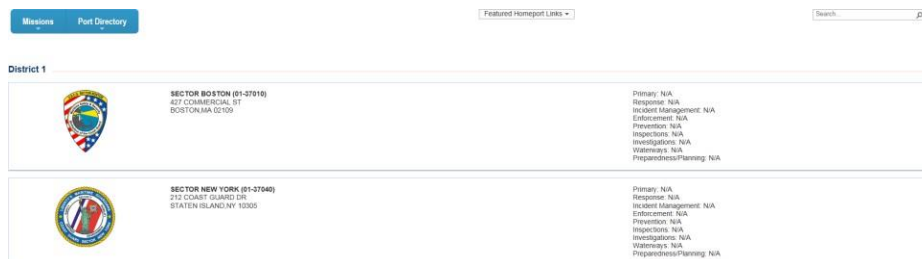 Missions
Port Directory
Featured Homeport Links
Search...
District 1
SECTOR BOSTON (01-37010)
427 COMMERCIAL ST
BOSTON,MA 02109
Primary: N/A
Response: N/A
Incident Management: N/A
Enforcement: N/A
Prevention: N/A
Inspections: N/A
Investigations: N/A
Waterways: N/A
Preparedness/Planning: N/A
SECTOR NEW YORK (01-37040)
212 COAST GUARD DR
STATEN ISLAND,NY 10305
Primary: N/A
Response: N/A
Incident Management: N/A
Enforcement: N/A
Prevention: N/A
Inspections: N/A
Investigations: N/A
Waterways: N/A
Preparedness/Planning: N/A